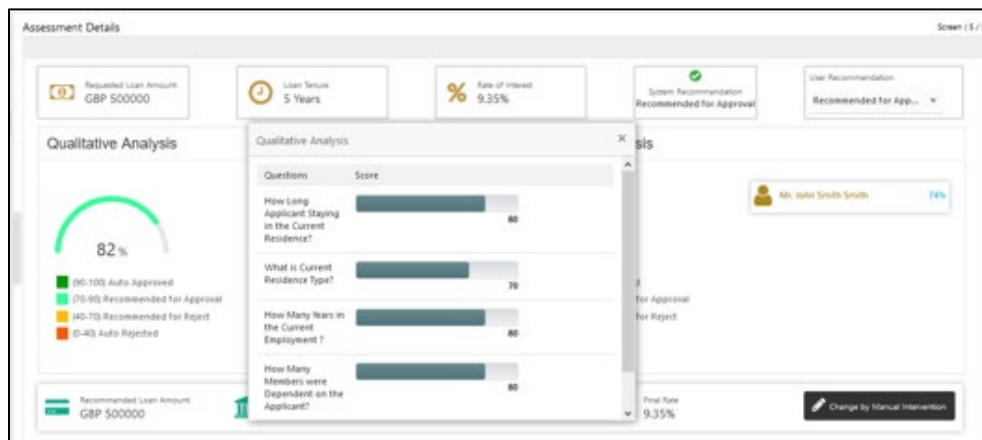 Assessment Details
Screen ( 5 /
Requested Loan Amount
GBP 500000
Loan Tenure
5 Years
Rate of Interest
9.35%
System Recommendation
Recommended for Approval
User Recommendation
Recommended for App...
Qualitative Analysis
82 %
(90-100) Auto Approved
(70-90) Recommended for Approval
(40-70) Recommended for Reject
(0-40) Auto Rejected
Qualitative Analysis
Questions Score
How Long
Applicant Staying
in the Current
Residence?
80
What is Current
Residence Type?
70
How Many Years in
the Current
Employment ?
80
How Many
Members were
Dependent on the
Applicant?
80
sis
Mr. John Smith Smith 74%
for Approval
for Reject
Recommended Loan Amount
GBP 500000
Final Rate
9.35%
Change by Manual Intervention